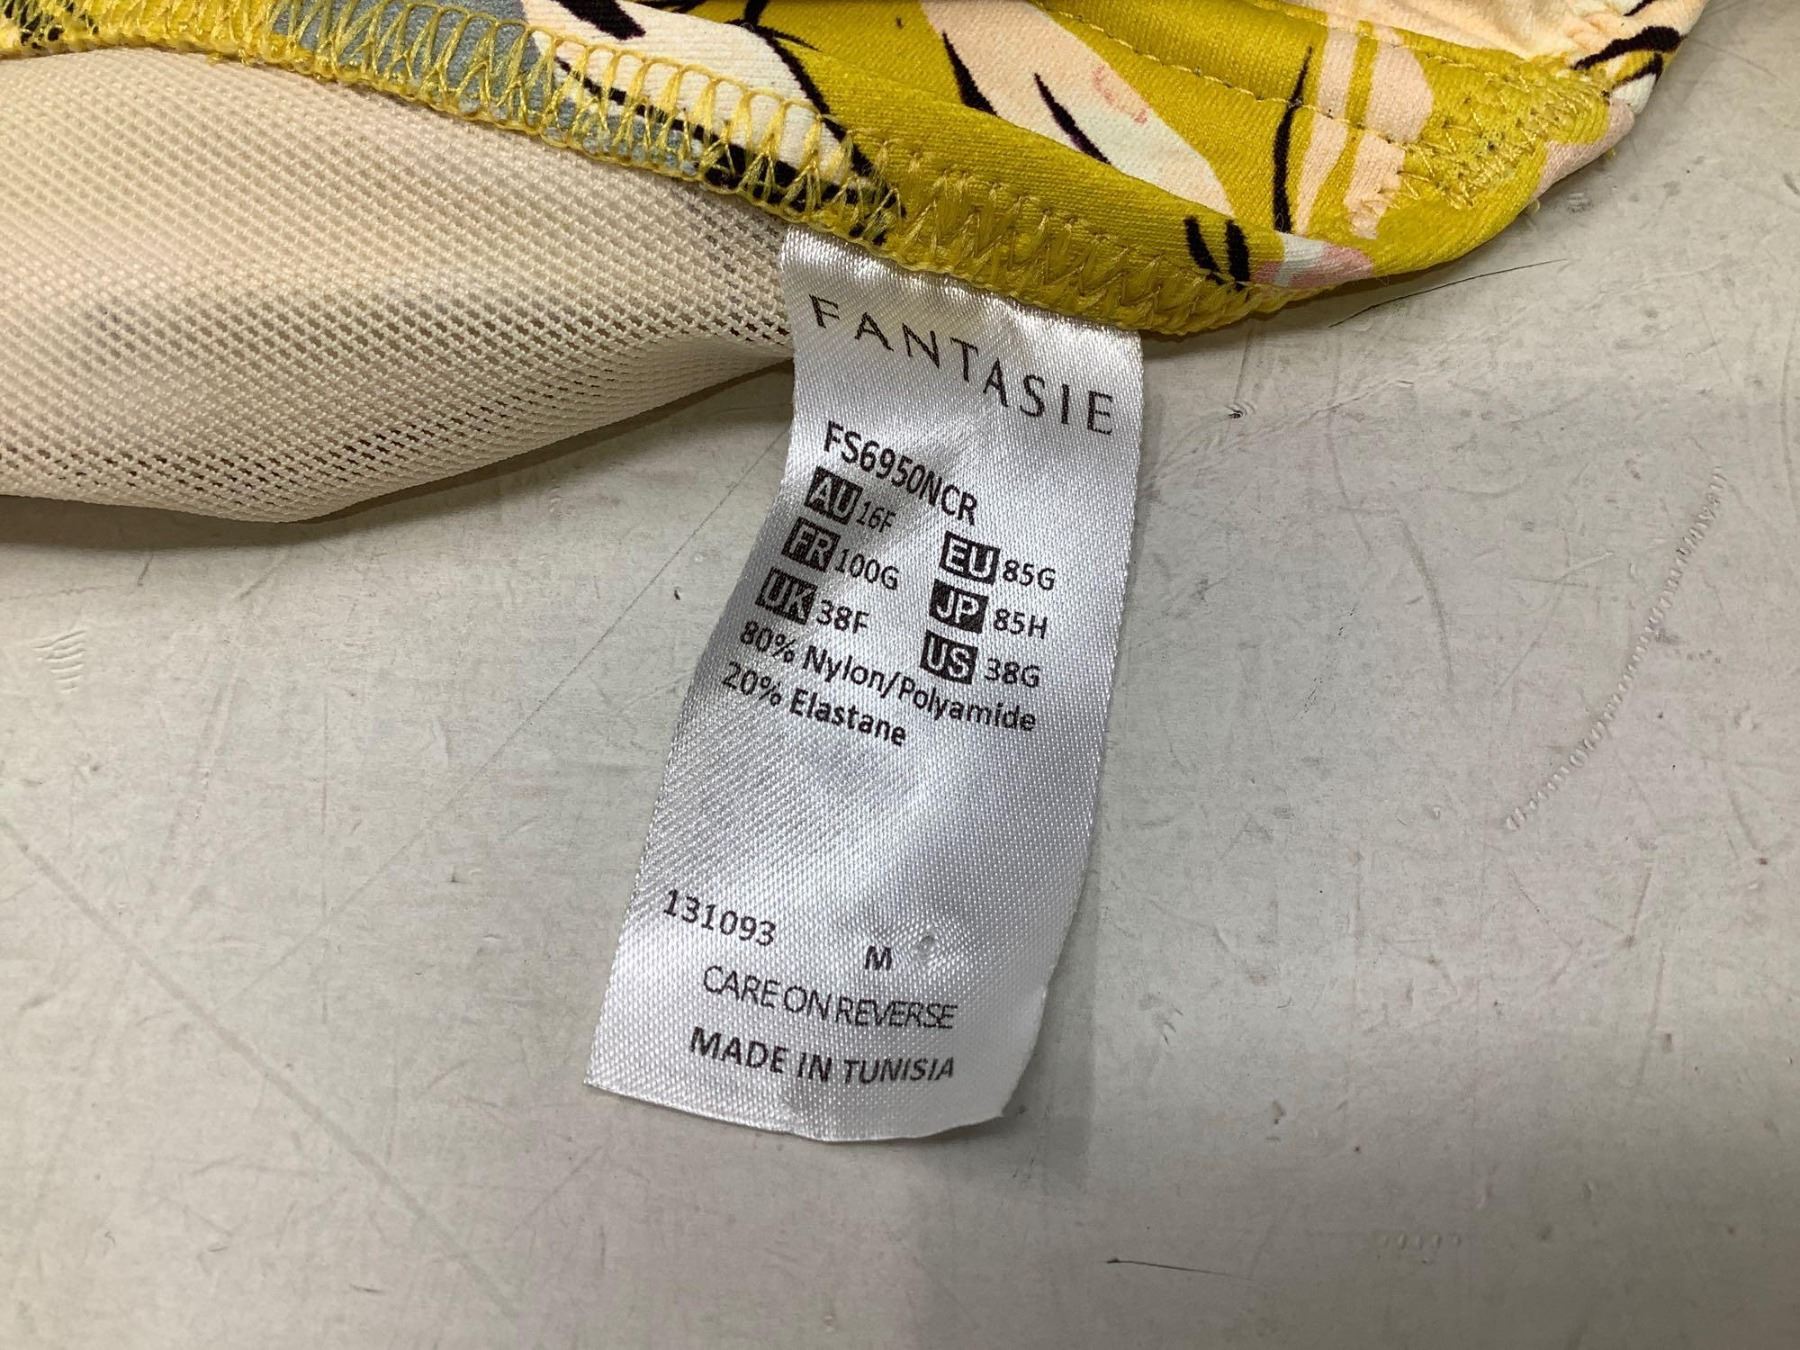 FANTASIE
FS6950NCR
AU 16F EU 85G
FR 100G JP 85H
UK 38F US 38G
80% Nylon/Polyamide
20% Elastane
131093 M
CARE ON REVERSE
MADE IN TUNISIA